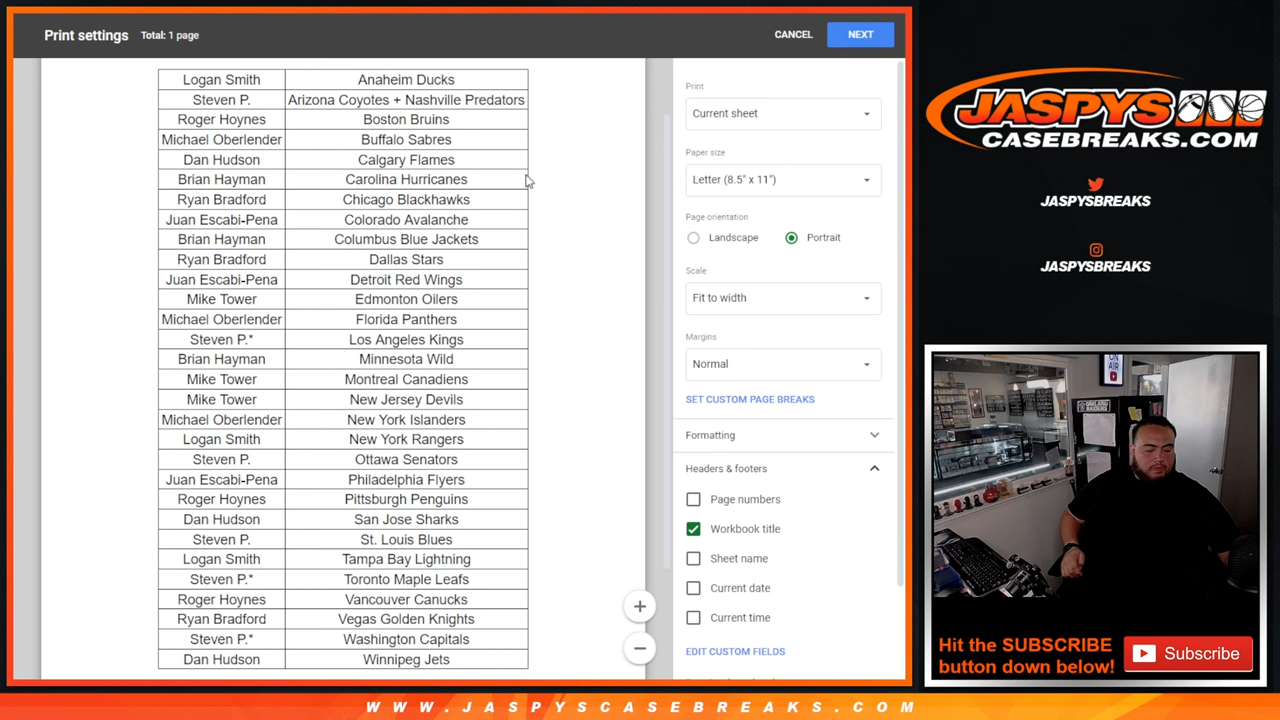 Print settings Total: 1 page CANCEL NEXT
Logan Smith Anaheim Ducks
Steven P. Arizona Coyotes + Nashville Predators
Roger Hoynes Boston Bruins
Michael Oberlender Buffalo Sabres
Dan Hudson Calgary Flames
Brian Hayman Carolina Hurricanes
Ryan Bradford Chicago Blackhawks
Juan Escabi-Pena Colorado Avalanche
Brian Hayman Columbus Blue Jackets
Ryan Bradford Dallas Stars
Juan Escabi-Pena Detroit Red Wings
Mike Tower Edmonton Oilers
Michael Oberlender Florida Panthers
Steven P.* Los Angeles Kings
Brian Hayman Minnesota Wild
Mike Tower Montreal Canadiens
Mike Tower New Jersey Devils
Michael Oberlender New York Islanders
Logan Smith New York Rangers
Steven P. Ottawa Senators
Juan Escabi-Pena Philadelphia Flyers
Roger Hoynes Pittsburgh Penguins
Dan Hudson San Jose Sharks
Steven P. St. Louis Blues
Logan Smith Tampa Bay Lightning
Steven P.* Toronto Maple Leafs
Roger Hoynes Vancouver Canucks
Ryan Bradford Vegas Golden Knights
Steven P.* Washington Capitals
Dan Hudson Winnipeg Jets
Print
Current sheet
Paper size
Letter (8.5" x 11")
Page orientation
Landscape Portrait
Scale
Fit to width
Margins
Normal
SET CUSTOM PAGE BREAKS
Formatting
Headers & footers
Page numbers
Workbook title
Sheet name
Current date
Current time
EDIT CUSTOM FIELDS
JASPYS
CASEBREAKS.COM
JASPYSBREAKS
JASPYSBREAKS
ON
AIR
Hit the SUBSCRIBE
button down below!
Subscribe
WWW.JASPYSCASEBREAKS.COM